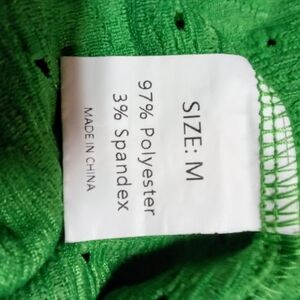 SIZE: M
97% Polyester
3% Spandex
MADE IN CHINA